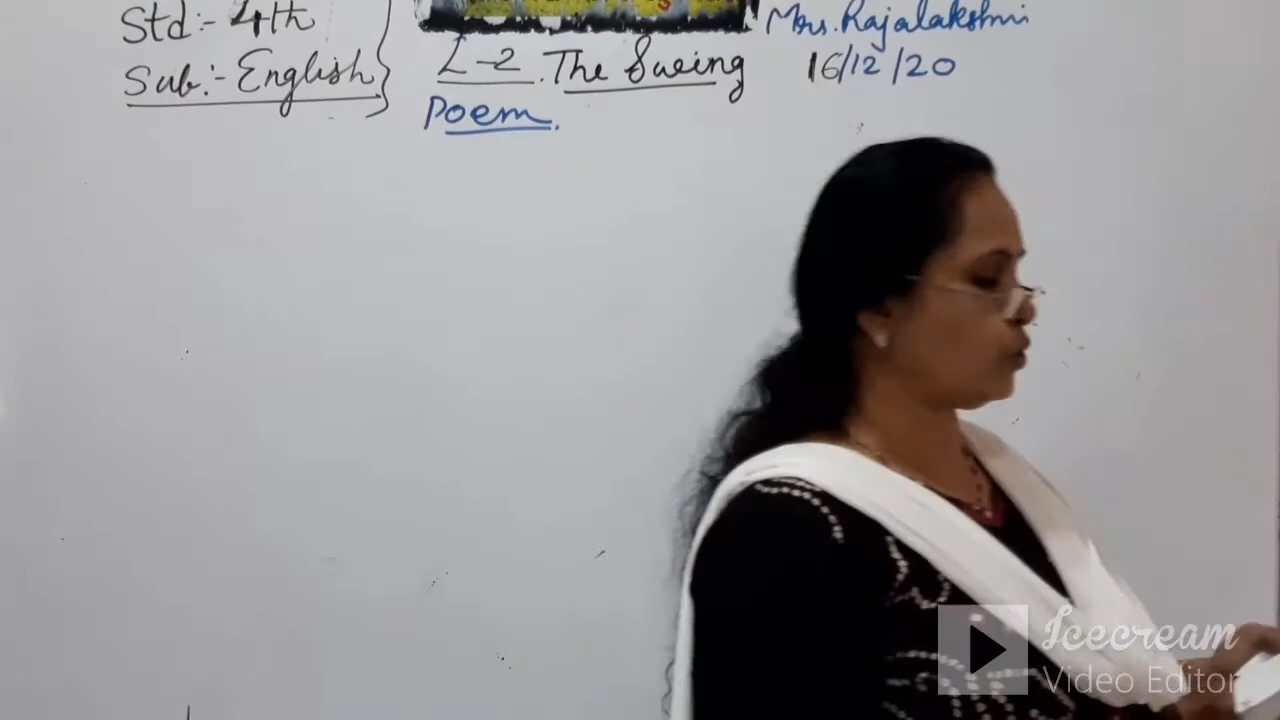 Std:- 4th
Sub:- English
L-2. The Swing
Poem.
Mrs. Rajalakshmi
16/12/20
Icecream
Video Editor